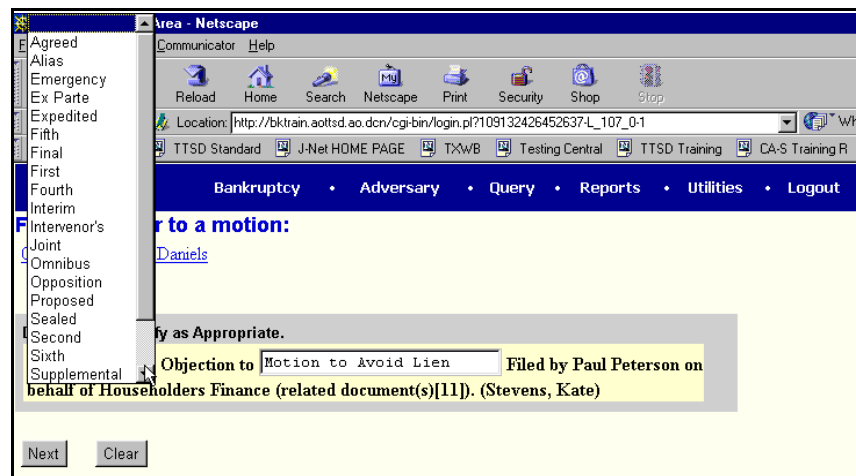 Area - Netscape
Communicator Help
Reload Home Search Netscape Print Security Shop Stop
My
Location: http://bktrain.aottsd.ao.dcn/cgi-bin/login.pl?109132426452637-L_107_0-1
TTSD Standard J-Net HOME PAGE TXWB Testing Central TTSD Training CA-S Training R
Bankruptcy • Adversary • Query • Reports • Utilities • Logout
r to a motion:
Daniels
Agreed
Alias
Emergency
Ex Parte
Expedited
Fifth
Final
First
Fourth
Interim
Intervenor's
Joint
Omnibus
Opposition
Proposed
Sealed
Second
Sixth
Supplemental
fy as Appropriate.
Objection to Motion to Avoid Lien Filed by Paul Peterson on
behalf of Householders Finance (related document(s)[11]). (Stevens, Kate)
Next Clear